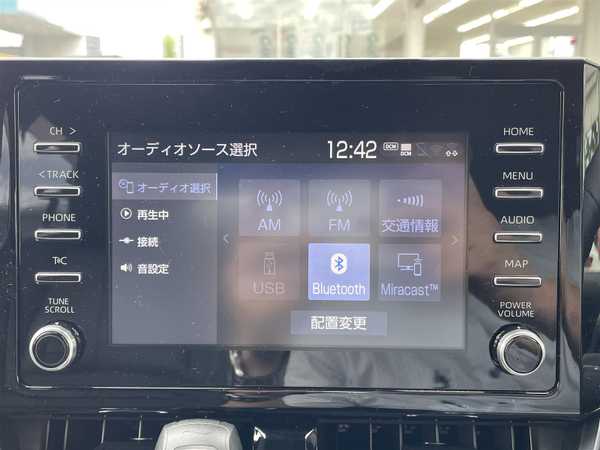 CH >
<TRACK
PHONE
T&C
TUNE
SCROLL
オーディオソース選択
12:42
DCM
DCM
オーディオ選択
再生中
接続
音設定
AM
FM
交通情報
USB
Bluetooth
Miracast™
配置変更
HOME
MENU
AUDIO
MAP
POWER
VOLUME